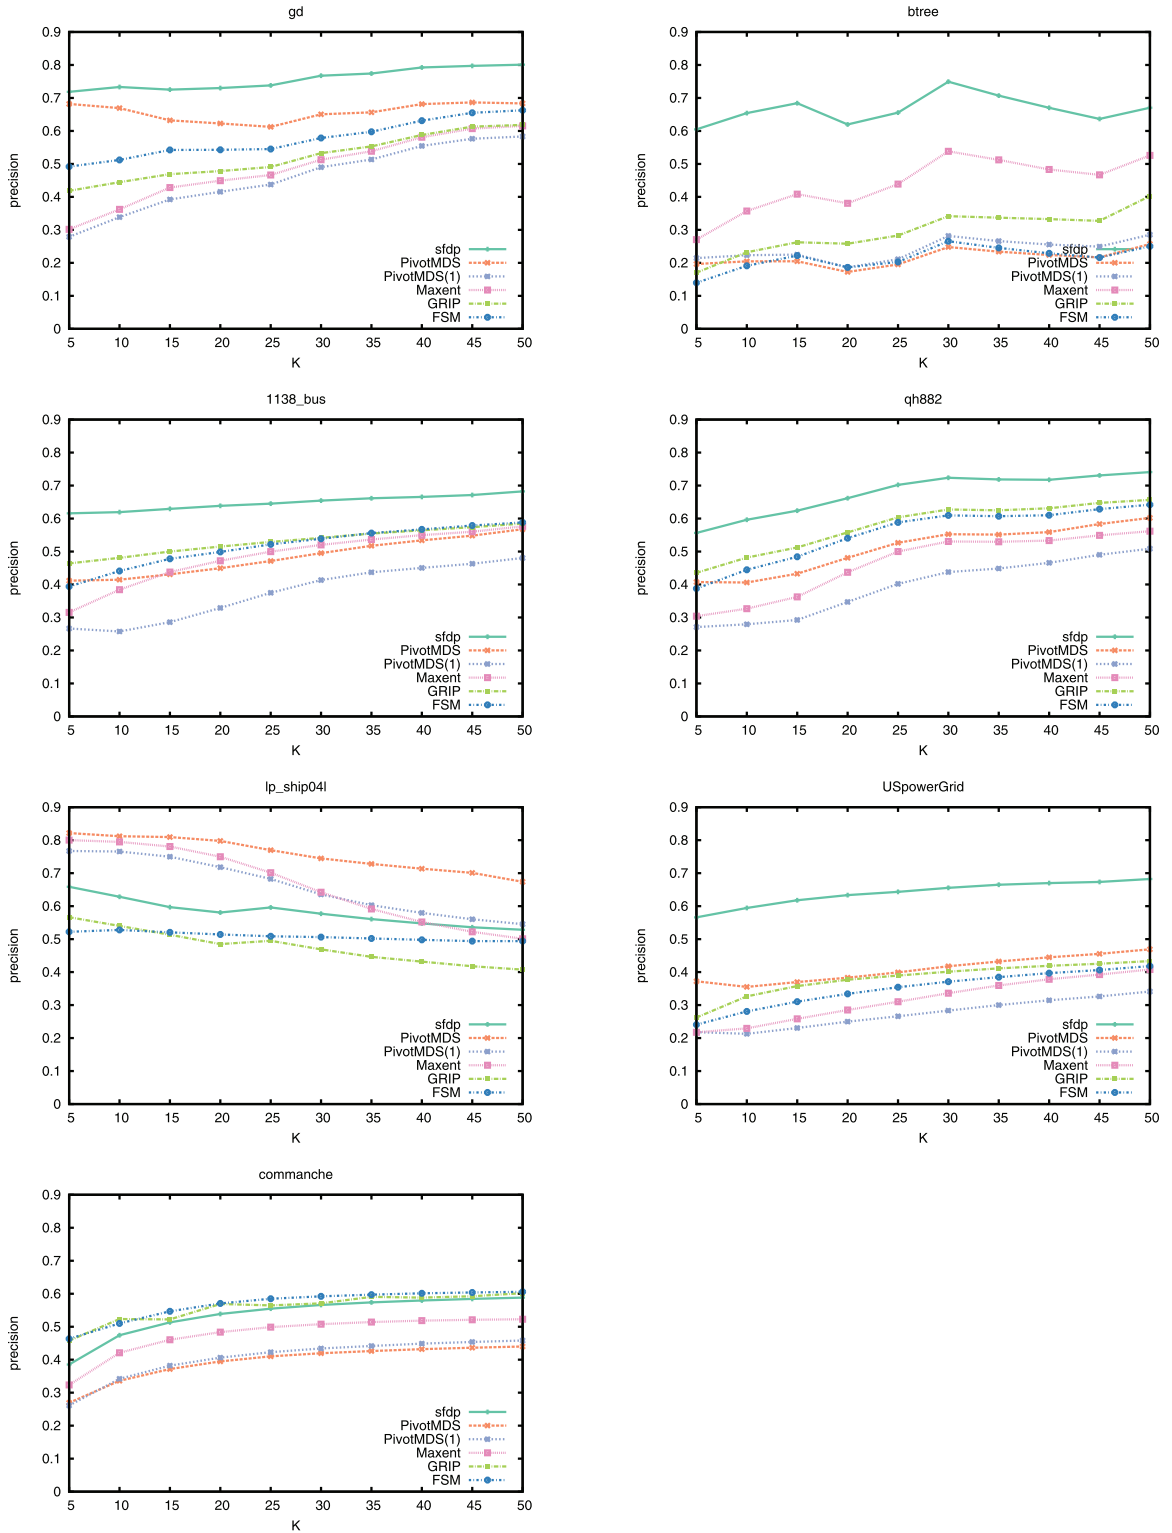 gd
0.9
0.8
0.7
0.6
0.5
0.4
0.3
0.2
0.1
0
precision
sfdp
PivotMDS
PivotMDS(1)
Maxent
GRIP
FSM
5 10 15 20 25 30 35 40 45 50
K
btree
0.9
0.8
0.7
0.6
0.5
0.4
0.3
0.2
0.1
0
precision
sfdp
PivotMDS
PivotMDS(1)
Maxent
GRIP
FSM
5 10 15 20 25 30 35 40 45 50
K
1138_bus
0.9
0.8
0.7
0.6
0.5
0.4
0.3
0.2
0.1
0
precision
sfdp
PivotMDS
PivotMDS(1)
Maxent
GRIP
FSM
5 10 15 20 25 30 35 40 45 50
K
qh882
0.9
0.8
0.7
0.6
0.5
0.4
0.3
0.2
0.1
0
precision
sfdp
PivotMDS
PivotMDS(1)
Maxent
GRIP
FSM
5 10 15 20 25 30 35 40 45 50
K
lp_ship04l
0.9
0.8
0.7
0.6
0.5
0.4
0.3
0.2
0.1
0
precision
sfdp
PivotMDS
PivotMDS(1)
Maxent
GRIP
FSM
5 10 15 20 25 30 35 40 45 50
K
USpowerGrid
0.9
0.8
0.7
0.6
0.5
0.4
0.3
0.2
0.1
0
precision
sfdp
PivotMDS
PivotMDS(1)
Maxent
GRIP
FSM
5 10 15 20 25 30 35 40 45 50
K
commanche
0.9
0.8
0.7
0.6
0.5
0.4
0.3
0.2
0.1
0
precision
sfdp
PivotMDS
PivotMDS(1)
Maxent
GRIP
FSM
5 10 15 20 25 30 35 40 45 50
K